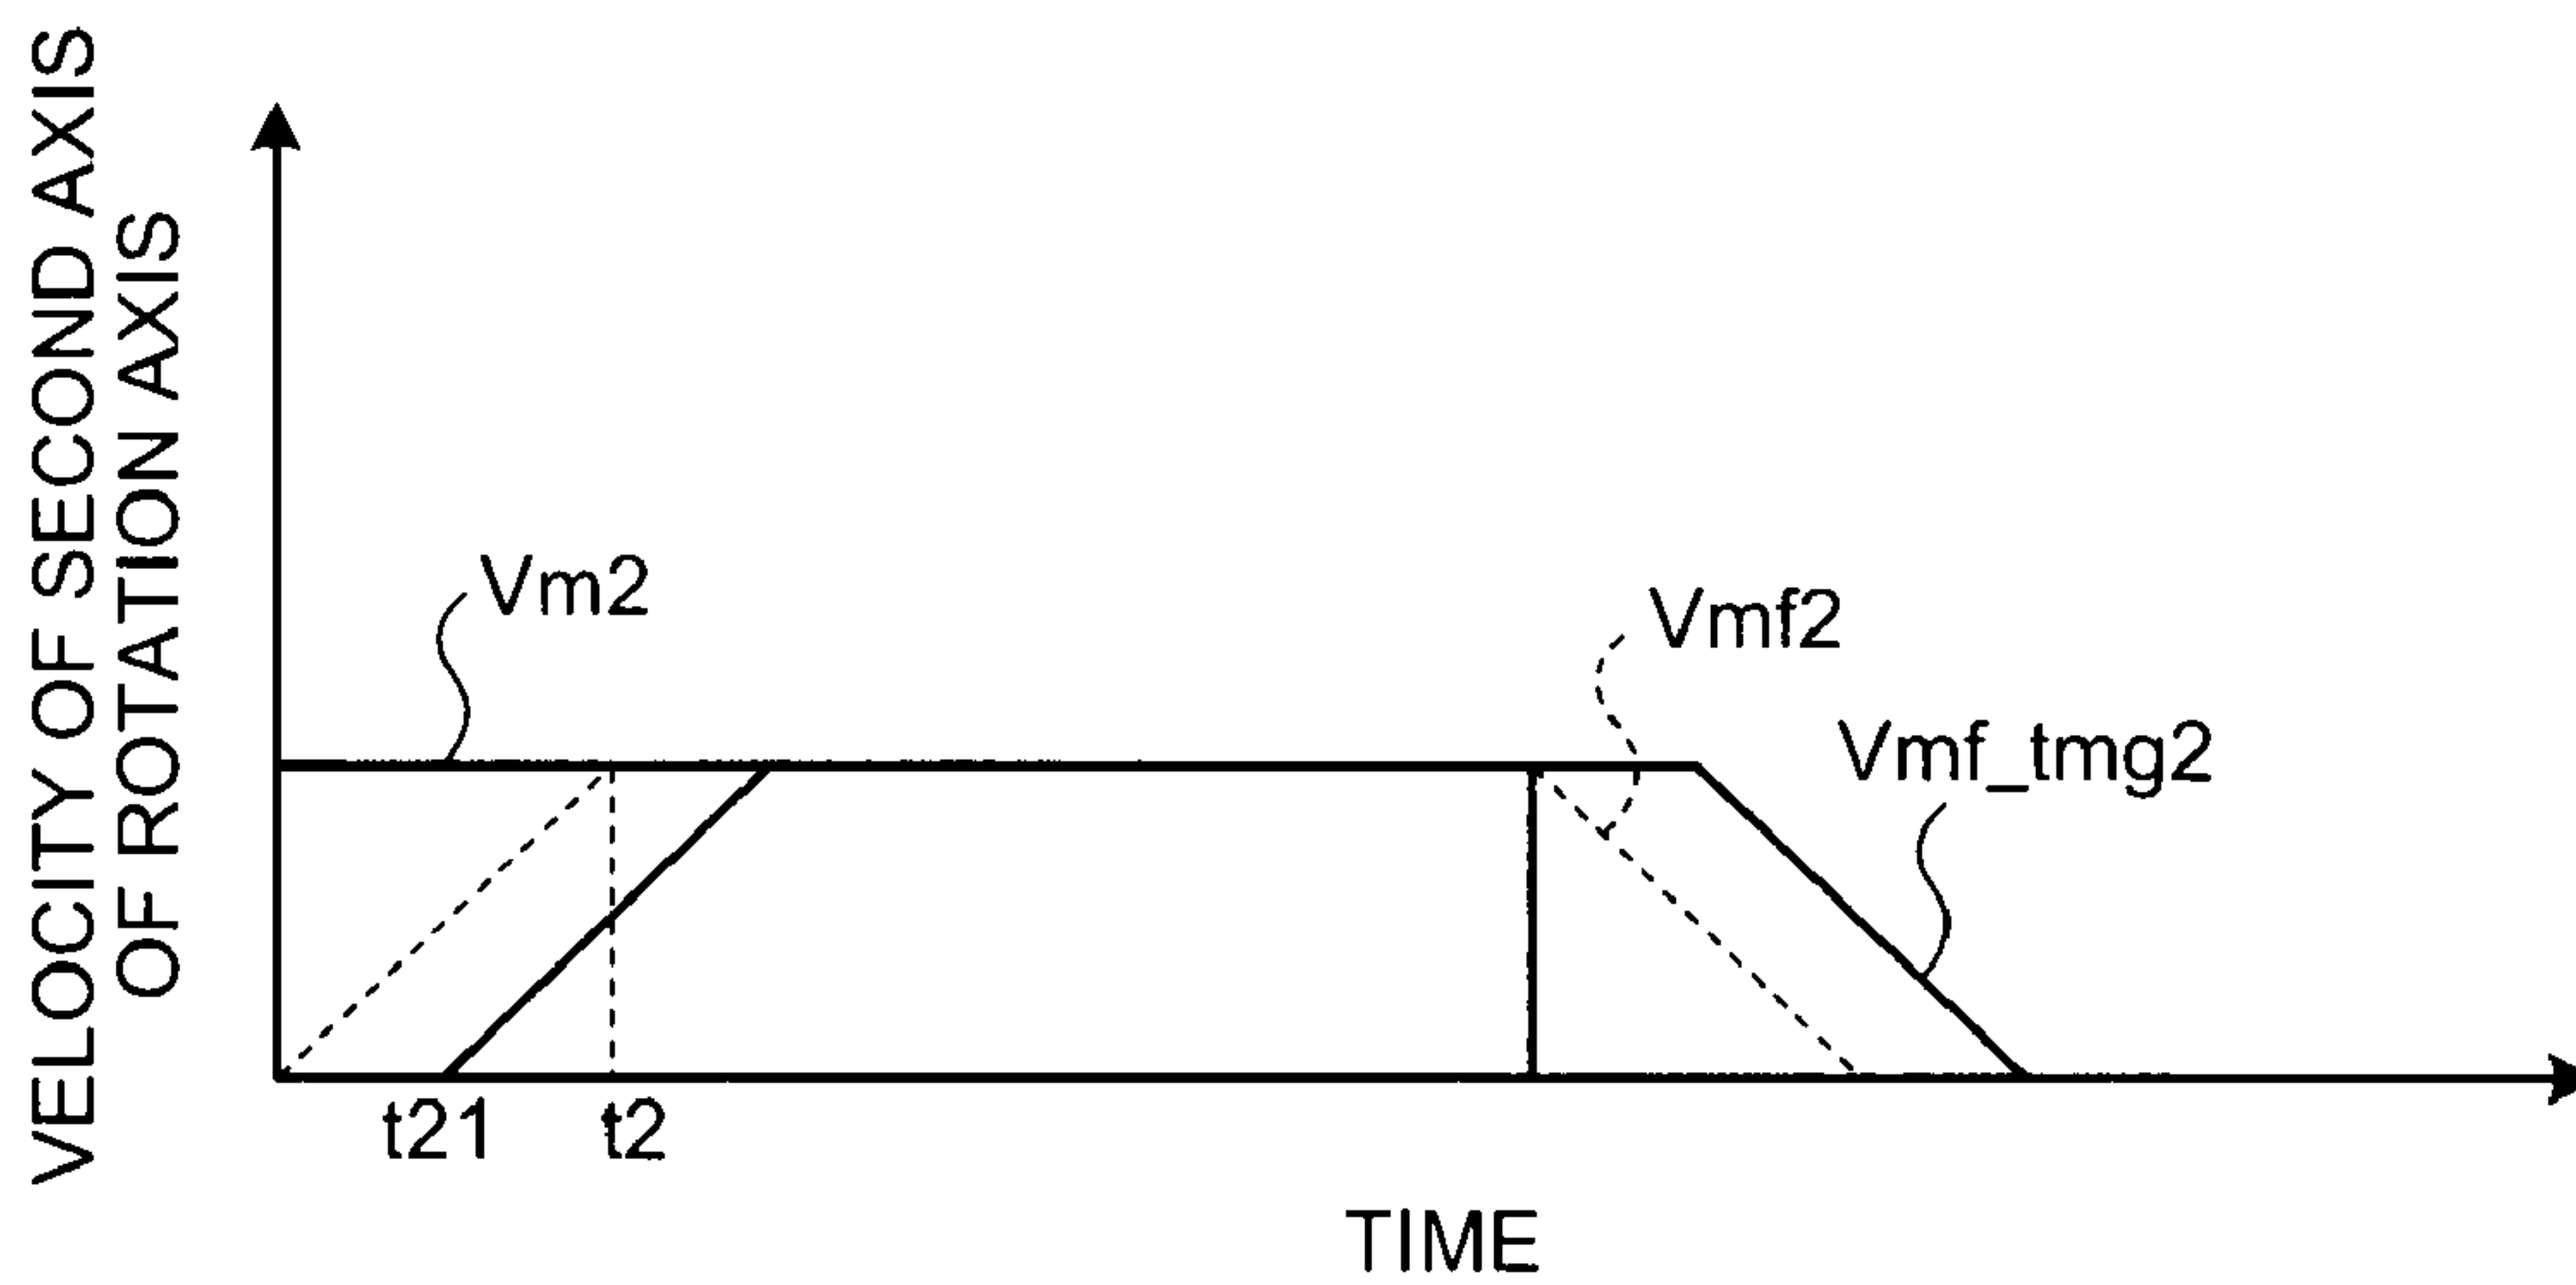 VELOCITY OF SECOND AXIS
OF ROTATION AXIS
Vm2
Vmf2
Vmf_tmg2
t21
t2
TIME